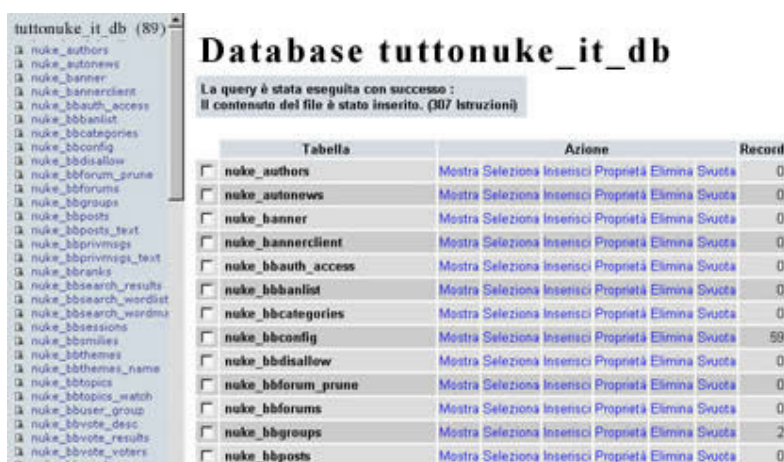 tuttonuke_it_db (89)
nuke_authors
nuke_autonews
nuke_banner
nuke_bannerclient
nuke_bbauth_access
nuke_bbbanlist
nuke_bbcategories
nuke_bbconfig
nuke_bbdisallow
nuke_bbforum_prune
nuke_bbforums
nuke_bbgroups
nuke_bbposts
nuke_bbposts_text
nuke_bbprivmsgs
nuke_bbprivmsgs_text
nuke_bbranks
nuke_bbsearch_results
nuke_bbsearch_wordlist
nuke_bbsearch_wordma
nuke_bbsessions
nuke_bbsmilies
nuke_bbthemes
nuke_bbthemes_name
nuke_bbtopics
nuke_bbtopics_watch
nuke_bbuser_group
nuke_bbvote_desc
nuke_bbvote_results
nuke_bbvote_voters
Database tuttonuke_it_db
La query è stata eseguita con successo :
Il contenuto del file è stato inserito. (307 Istruzioni)
Tabella Azione Record
nuke_authors Mostra Seleziona Inserisci Proprietà Elimina Svuota 0
nuke_autonews Mostra Seleziona Inserisci Proprietà Elimina Svuota 0
nuke_banner Mostra Seleziona Inserisci Proprietà Elimina Svuota 0
nuke_bannerclient Mostra Seleziona Inserisci Proprietà Elimina Svuota 0
nuke_bbauth_access Mostra Seleziona Inserisci Proprietà Elimina Svuota 0
nuke_bbbanlist Mostra Seleziona Inserisci Proprietà Elimina Svuota 0
nuke_bbcategories Mostra Seleziona Inserisci Proprietà Elimina Svuota 0
nuke_bbconfig Mostra Seleziona Inserisci Proprietà Elimina Svuota 59
nuke_bbdisallow Mostra Seleziona Inserisci Proprietà Elimina Svuota 0
nuke_bbforum_prune Mostra Seleziona Inserisci Proprietà Elimina Svuota 0
nuke_bbforums Mostra Seleziona Inserisci Proprietà Elimina Svuota 0
nuke_bbgroups Mostra Seleziona Inserisci Proprietà Elimina Svuota 2
nuke_bbposts Mostra Seleziona Inserisci Proprietà Elimina Svuota 0